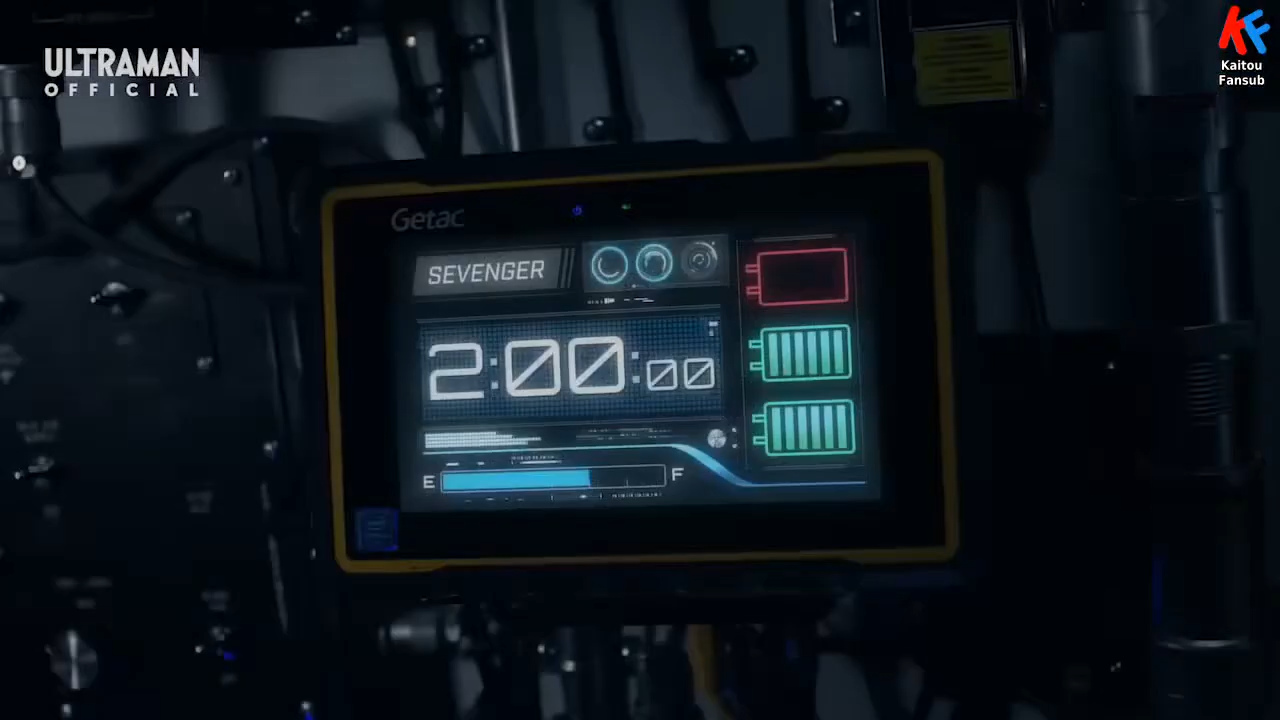 ULTRAMAN
OFFICIAL
Kaitou
Fansub
Getac
SEVENGER
2:00:00
E
F